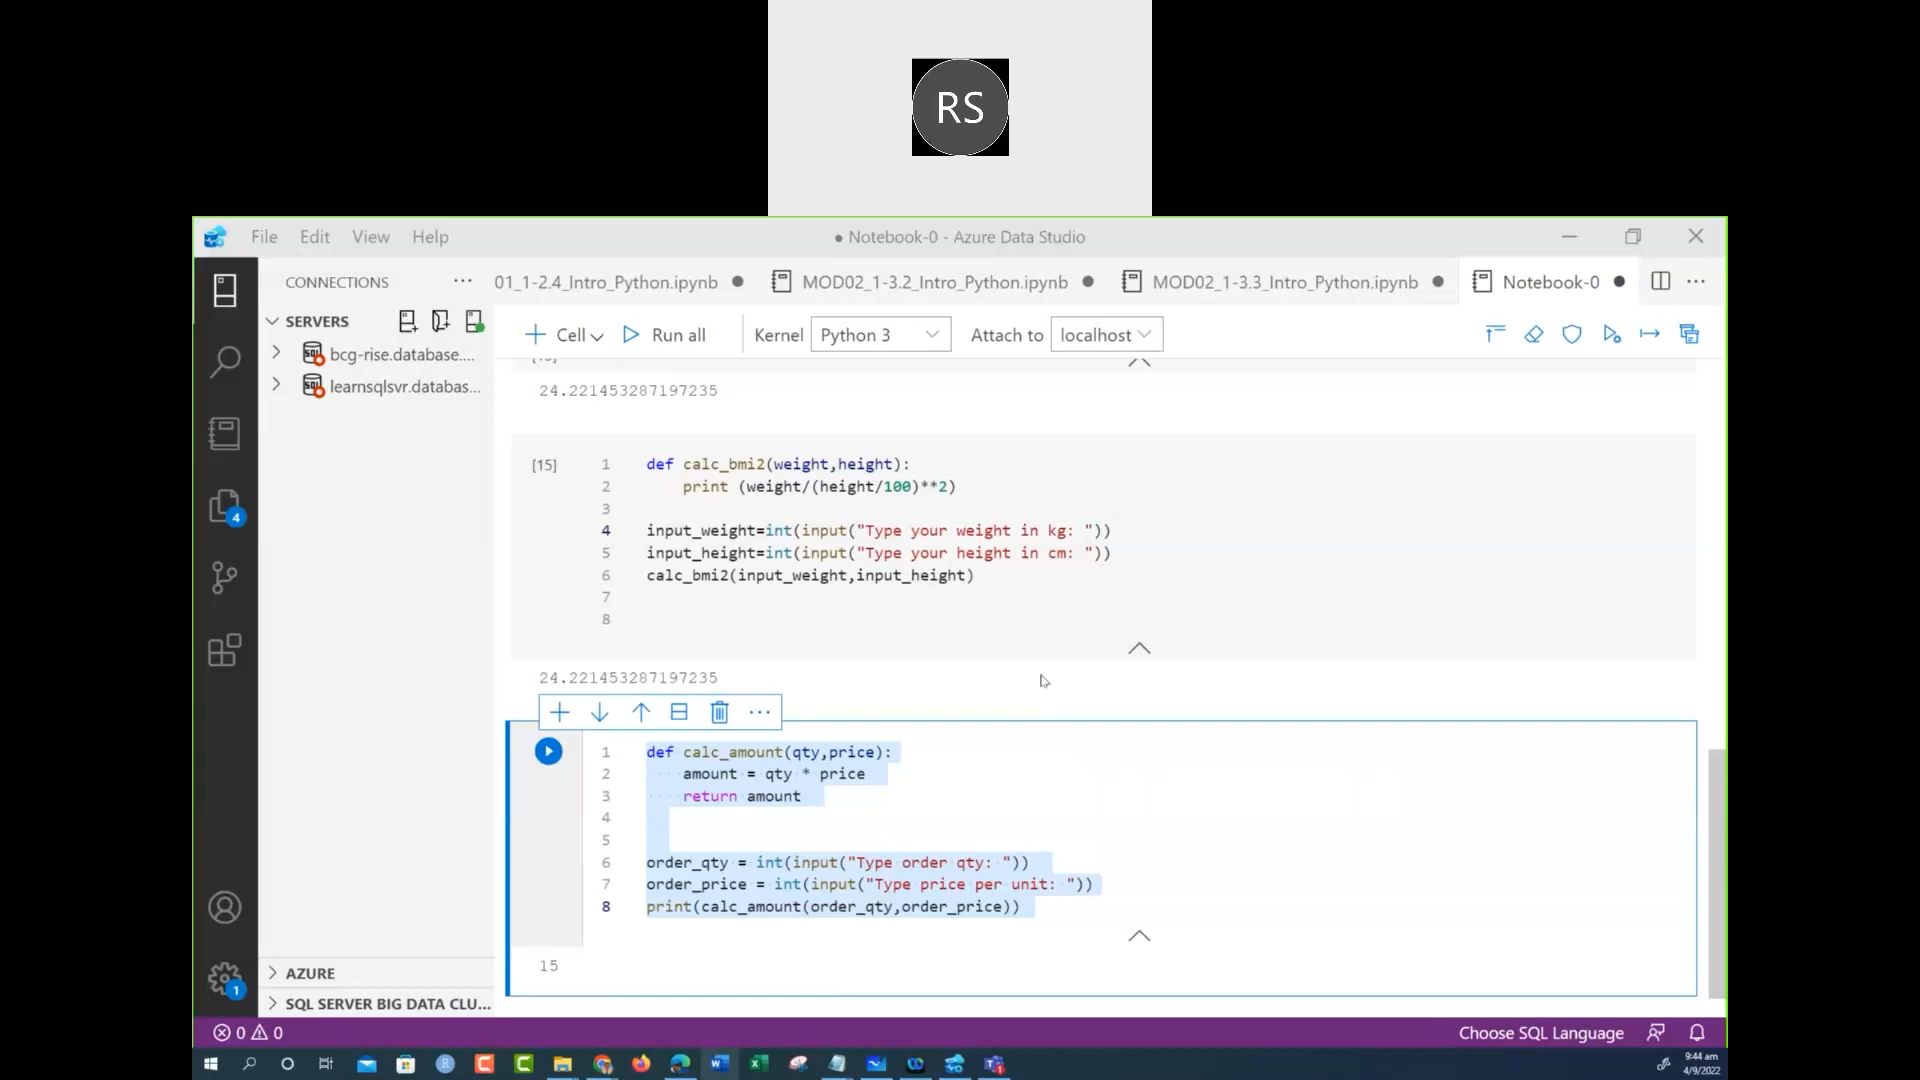 RS
File Edit View Help
● Notebook-0 - Azure Data Studio
CONNECTIONS
01_1-2.4_Intro_Python.ipynb
MOD02_1-3.2_Intro_Python.ipynb
MOD02_1-3.3_Intro_Python.ipynb
Notebook-0
SERVERS
bcg-rise.database....
learnsqlsvr.databas...
Cell
Run all
Kernel
Python 3
Attach to
localhost
24.221453287197235
[15]
1 def calc_bmi2(weight,height):
2 print (weight/(height/100)**2)
3
4 input_weight=int(input("Type your weight in kg: "))
5 input_height=int(input("Type your height in cm: "))
6 calc_bmi2(input_weight,input_height)
7
8
24.221453287197235
1 def calc_amount(qty,price):
2 amount = qty * price
3 return amount
4
5
6 order_qty = int(input("Type order qty: "))
7 order_price = int(input("Type price per unit: "))
8 print(calc_amount(order_qty,order_price))
15
4
1
AZURE
SQL SERVER BIG DATA CLU...
0 0
Choose SQL Language
9:44 am
4/9/2022